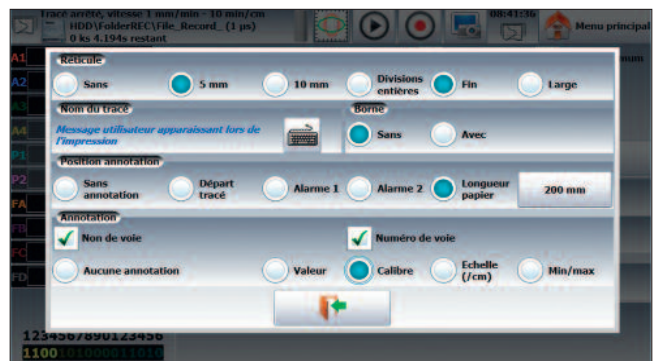 Tracé arrêté, vitesse 1 mm/min - 10 min/cm
HDD\FolderREC\File_Record_ (1 µs)
0 ks 4.194s restant
08:41:36
Menu principal
A1
A2
A3
A4
P1
P2
FA
FB
FC
FD
Réticule
Sans
5 mm
10 mm
Divisions entières
Fin
Large
Nom du tracé
Message utilisateur apparaissant lors de l'impression
Borne
Sans
Avec
Position annotation
Sans annotation
Départ tracé
Alarme 1
Alarme 2
Longueur papier
200 mm
Annotation
Non de voie
Numéro de voie
Aucune annotation
Valeur
Calibre
Echelle (/cm)
Min/max
1234567890123456
1100101000011010